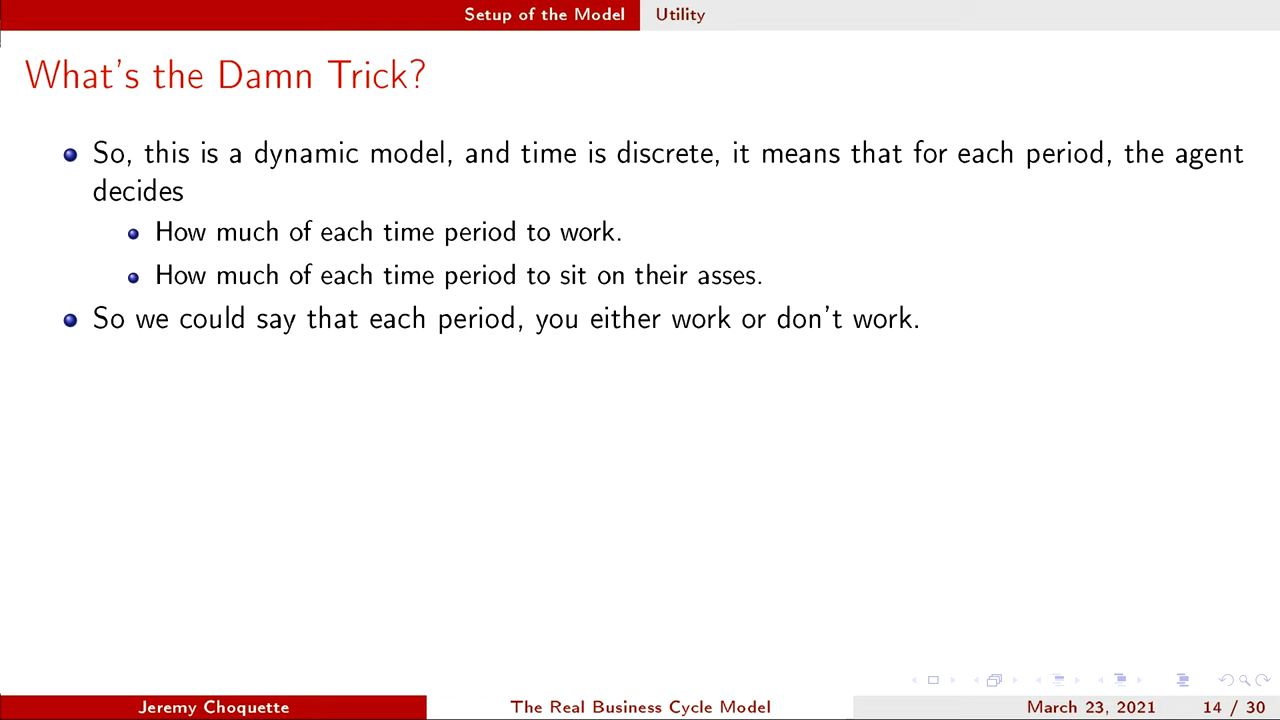 Setup of the Model Utility
What's the Damn Trick?
So, this is a dynamic model, and time is discrete, it means that for each period, the agent
decides
How much of each time period to work.
How much of each time period to sit on their asses.
So we could say that each period, you either work or don't work.
Jeremy Choquette The Real Business Cycle Model March 23, 2021 14 / 30